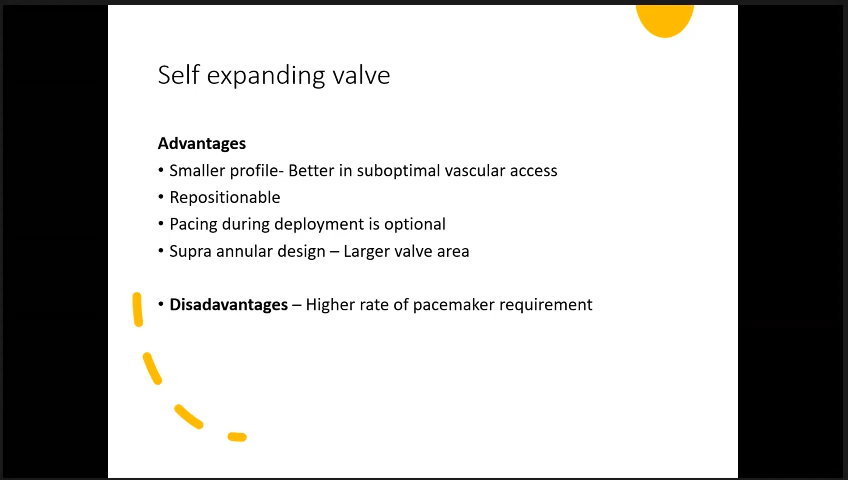 Self expanding valve
Advantages
• Smaller profile- Better in suboptimal vascular access
• Repositionable
• Pacing during deployment is optional
• Supra annular design – Larger valve area
• Disadavantages – Higher rate of pacemaker requirement